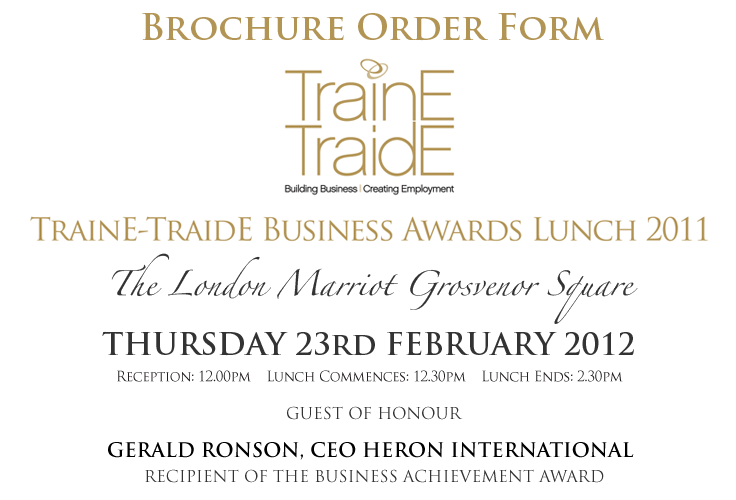 Brochure Order Form
TrainE
TraidE
Building Business | Creating Employment
TrainE-TraidE Business Awards Lunch 2011
The London Marriot Grosvenor Square
THURSDAY 23RD FEBRUARY 2012
Reception: 12.00pm Lunch Commences: 12.30pm Lunch Ends: 2.30pm
GUEST OF HONOUR
GERALD RONSON, CEO HERON INTERNATIONAL
RECIPIENT OF THE BUSINESS ACHIEVEMENT AWARD